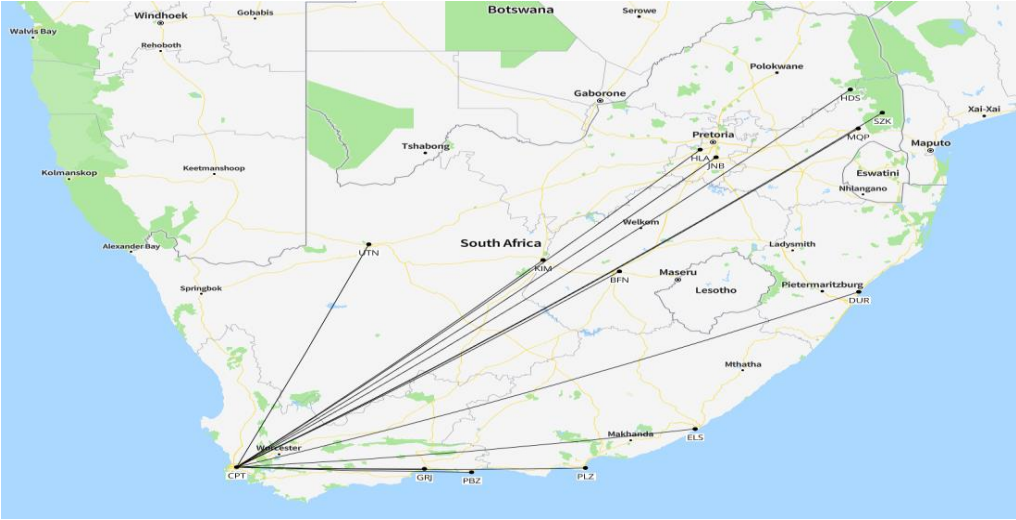 Botswana
Serowe
Gobabis
Windhoek
Walvis Bay
Rehoboth
Polokwane
Gaborone
HDS
Xai-Xai
SZK
Pretoria
MQP
Maputo
Tshabong
HLA
JNB
Kolmanskop
Keetmanshoop
Eswatini
Nhlangano
Welkom
Alexander Bay
UTN
South Africa
Ladysmith
KIM
Maseru
BFN
Lesotho
Springbok
Pietermaritzburg
DUR
Mthatha
Makhanda
ELS
Worcester
CPT
GRJ
PBZ
PLZ